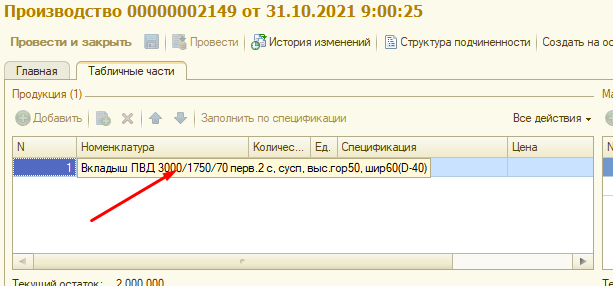 Производство 00000002149 от 31.10.2021 9:00:25
Провести и закрыть Провести История изменений Структура подчиненности Создать на ос
Главная Табличные части
Продукция (1) Ма
Добавить Заполнить по спецификации Все действия
N Номенклатура Количес... Ед. Спецификация Цена N
1 Вкладыш ПВД 3000/1750/70 перв.2 с, сусп, выс.гор50, шир60(D-40)
Текущий остаток: 2 000,000 Те